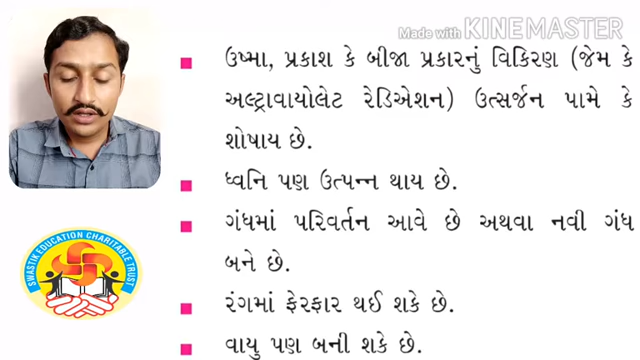 Made with KINEMASTER
ઉષ્મા, પ્રકાશ કે બીજા પ્રકારનું વિકિરણ (જેમ કે
અલ્ટ્રાવાયોલેટ રેડિએશન) ઉત્સર્જન પામે કે
શોષાય છે.
ધ્વનિ પણ ઉત્પન્ન થાય છે.
ગંધમાં પરિવર્તન આવે છે અથવા નવી ગંધ
બને છે.
રંગમાં ફેરફાર થઈ શકે છે.
વાયુ પણ બની શકે છે.
SWASTIK EDUCATION CHARITABLE TRUST